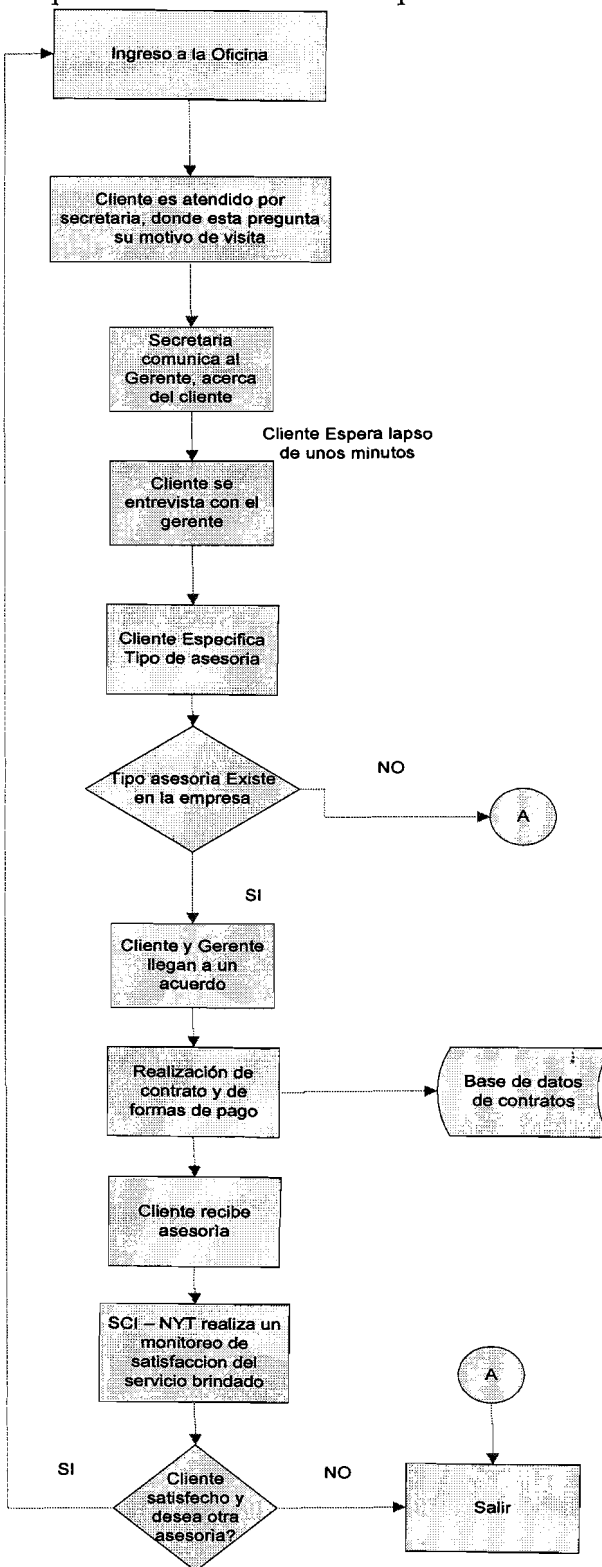 Ingreso a la Oficina
Cliente es atendido por
secretaria, donde esta pregunta
su motivo de visita
Secretaria
comunica al
Gerente, acerca
del cliente
Cliente Espera lapso
de unos minutos
Cliente se
entrevista con el
gerente
Cliente Especifica
Tipo de asesoria
Tipo asesoria Existe
en la empresa
NO
A
SI
Cliente y Gerente
llegan a un
acuerdo
Realización de
contrato y de
formas de pago
Base de datos
de contratos
Cliente recibe
asesoria
SCI – NYT realiza un
monitoreo de
satisfaccion del
servicio brindado
A
SI
Cliente
satisfecho y
desea otra
asesoria?
NO
Salir